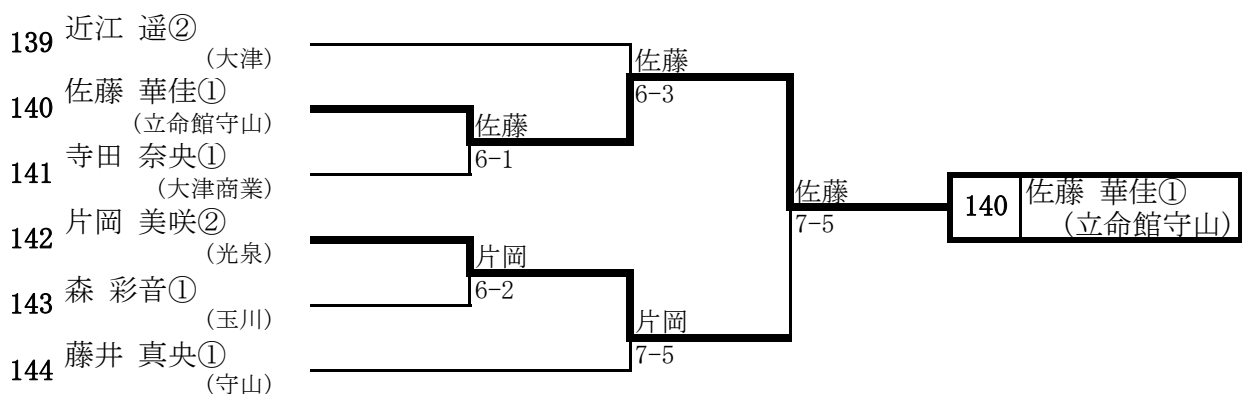 139 近江 遥②
(大津)
140 佐藤 華佳①
(立命館守山)
141 寺田 奈央①
(大津商業)
142 片岡 美咲②
(光泉)
143 森 彩音①
(玉川)
144 藤井 真央①
(守山)
佐藤
6-1
片岡
6-2
佐藤
6-3
片岡
7-5
佐藤
7-5
140 佐藤 華佳①
(立命館守山)